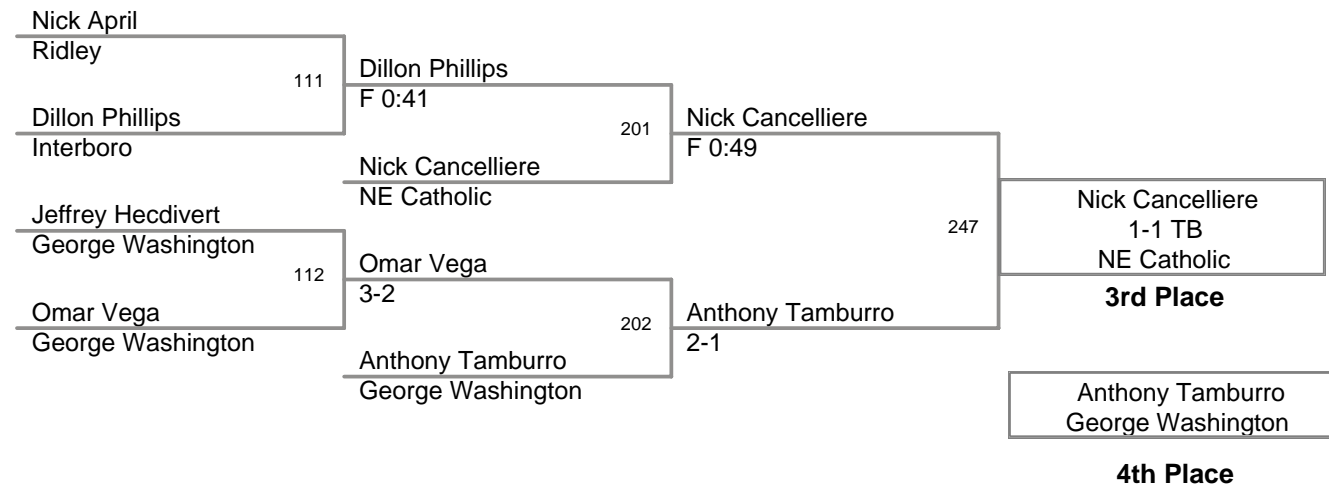 Nick April
Ridley
111
Dillon Phillips
F 0:41
Dillon Phillips
Interboro
201
Nick Cancelliere
F 0:49
Nick Cancelliere
NE Catholic
Jeffrey Hecdivert
George Washington
247
Nick Cancelliere
1-1 TB
NE Catholic
3rd Place
112
Omar Vega
3-2
Omar Vega
George Washington
202
Anthony Tamburro
2-1
Anthony Tamburro
George Washington
Anthony Tamburro
George Washington
4th Place